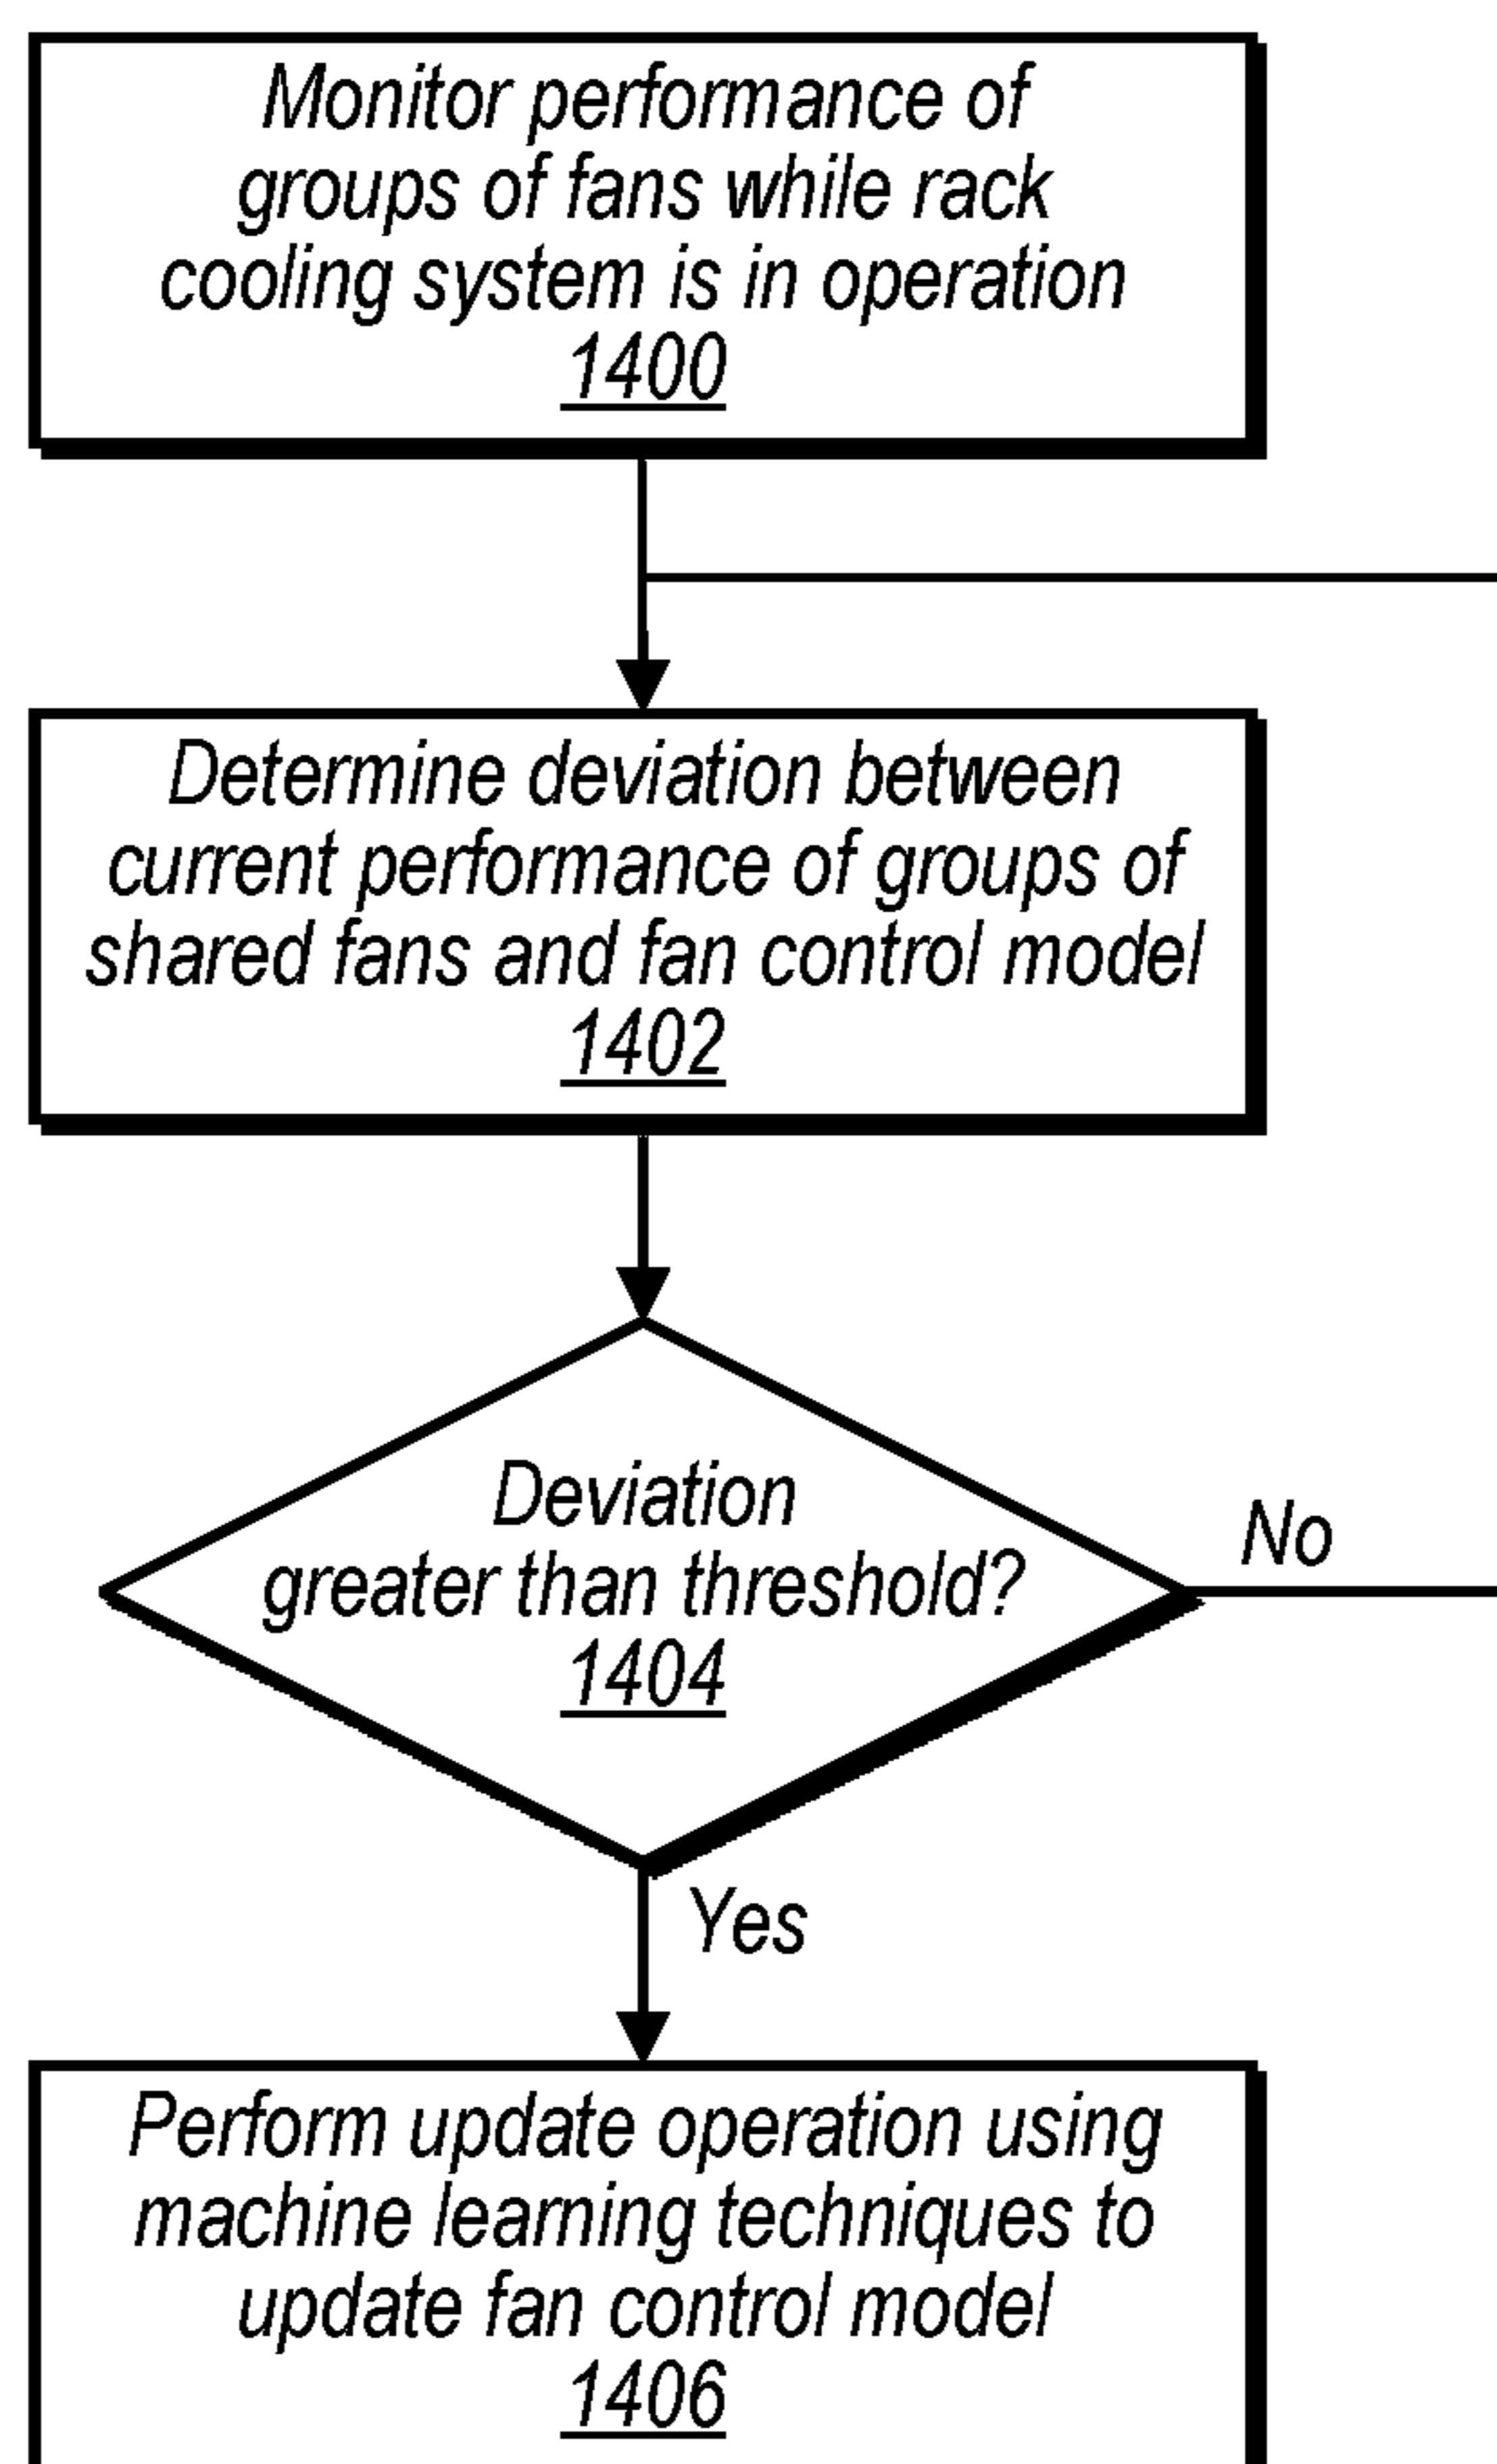 Monitor performance of
groups of fans while rack
cooling system is in operation
1400
Determine deviation between
current performance of groups of
shared fans and fan control model
1402
Deviation
greater than threshold?
1404
No
Yes
Perform update operation using
machine learning techniques to
update fan control model
1406